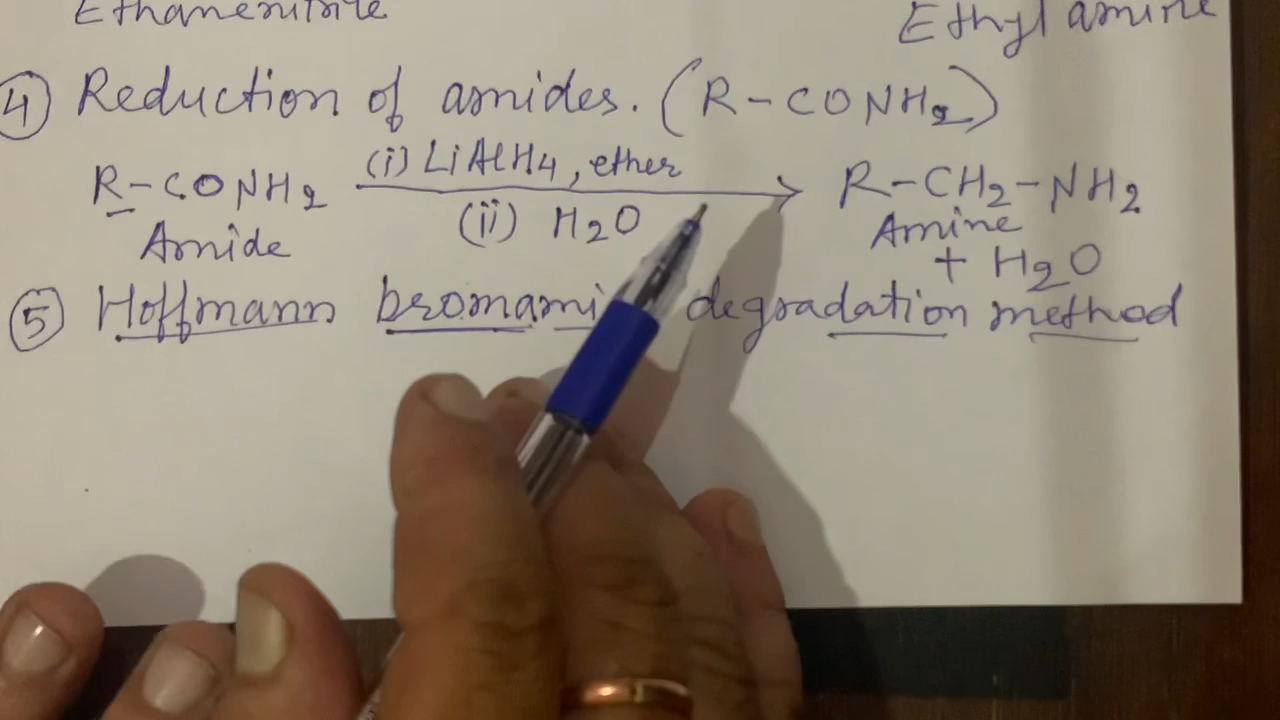 Ethanenitrile
Ethyl amine
④ Reduction of amides. (R-CONH₂)
(i) LiAlH4, ether
R-CONH₂ → R-CH₂-NH₂
(ii) H₂O
Amide Amine
+ H₂O
⑤ Hoffmann bromami degradation method